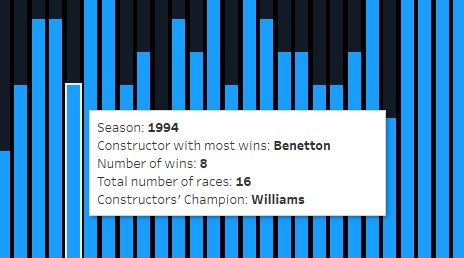 Season: 1994
Constructor with most wins: Benetton
Number of wins: 8
Total number of races: 16
Constructors’ Champion: Williams